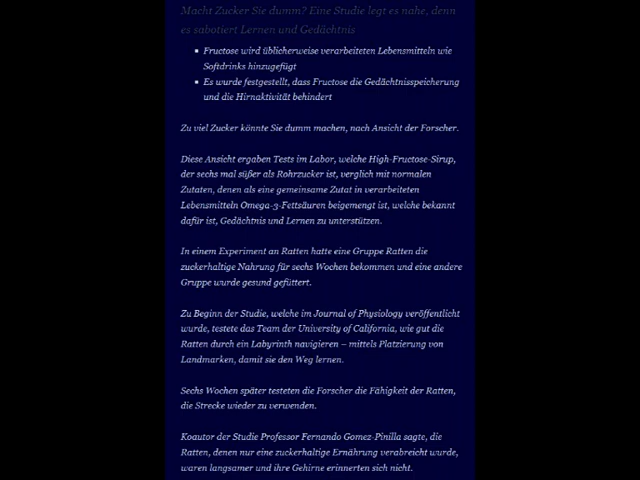 Macht Zucker Sie dumm? Eine Studie legt es nahe, denn
es sabotiert Lernen und Gedächtnis
Fructose wird üblicherweise verarbeiteten Lebensmitteln wie
Softdrinks hinzugefügt
Es wurde festgestellt, dass Fructose die Gedächtnisspeicherung
und die Hirnaktivität behindert
Zu viel Zucker könnte Sie dumm machen, nach Ansicht der Forscher.
Diese Ansicht ergaben Tests im Labor, welche High-Fructose-Sirup,
der sechs mal süßer als Rohrzucker ist, verglich mit normalen
Zutaten, denen als eine gemeinsame Zutat in verarbeiteten
Lebensmitteln Omega-3-Fettsäuren beigemengt ist, welche bekannt
dafür ist, Gedächtnis und Lernen zu unterstützen.
In einem Experiment an Ratten hatte eine Gruppe Ratten die
zuckerhaltige Nahrung für sechs Wochen bekommen und eine andere
Gruppe wurde gesund gefüttert.
Zu Beginn der Studie, welche im Journal of Physiology veröffentlicht
wurde, testete das Team der University of California, wie gut die
Ratten durch ein Labyrinth navigieren – mittels Platzierung von
Landmarken, damit sie den Weg lernen.
Sechs Wochen später testeten die Forscher die Fähigkeit der Ratten,
die Strecke wieder zu verwenden.
Koautor der Studie Professor Fernando Gomez-Pinilla sagte, die
Ratten, denen nur eine zuckerhaltige Ernährung verabreicht wurde,
waren langsamer und ihre Gehirne erinnerten sich nicht.